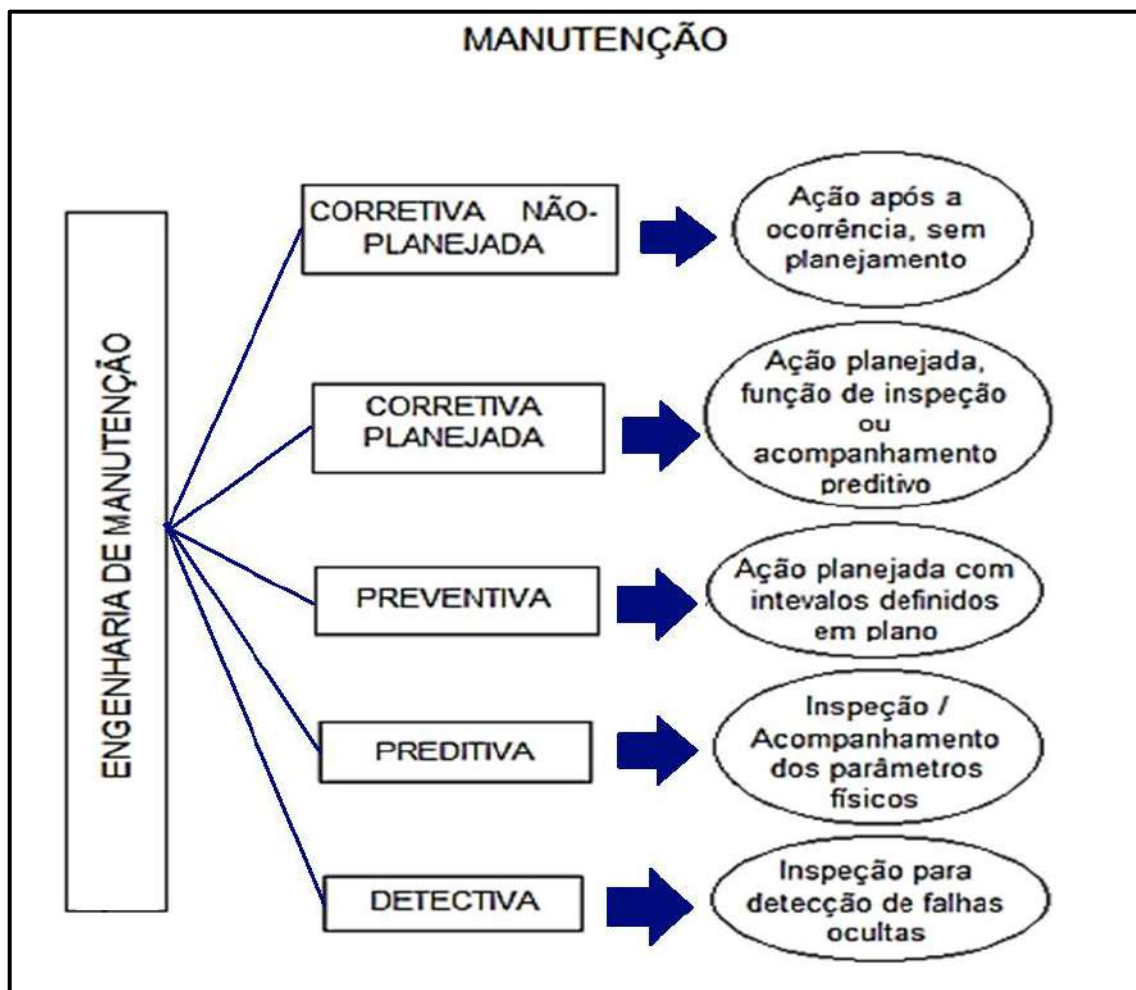 MANUTENÇÃO
ENGENHARIA DE MANUTENÇÃO
CORRETIVA NÃO-
PLANEJADA
Ação após a
ocorrência, sem
planejamento
CORRETIVA
PLANEJADA
Ação planejada,
função de inspeção
ou
acompanhamento
preditivo
PREVENTIVA
Ação planejada com
intevalos definidos
em plano
PREDITIVA
Inspeção /
Acompanhamento
dos parâmetros
físicos
DETECTIVA
Inspeção para
detecção de falhas
ocultas